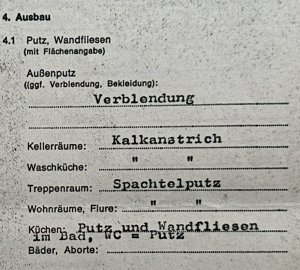 4. Ausbau
4.1 Putz, Wandfliesen
(mit Flächenangabe)
Außenputz
((ggf. Verblendung, Bekleidung):
Verblendung
Kellerräume: Kalkanstrich
Waschküche: " "
Treppenraum: Spachtelputz
Wohnräume, Flure: " "
Küchen: Putz und Wandfliesen
im Bad, WC = Putz
Bäder, Aborte: